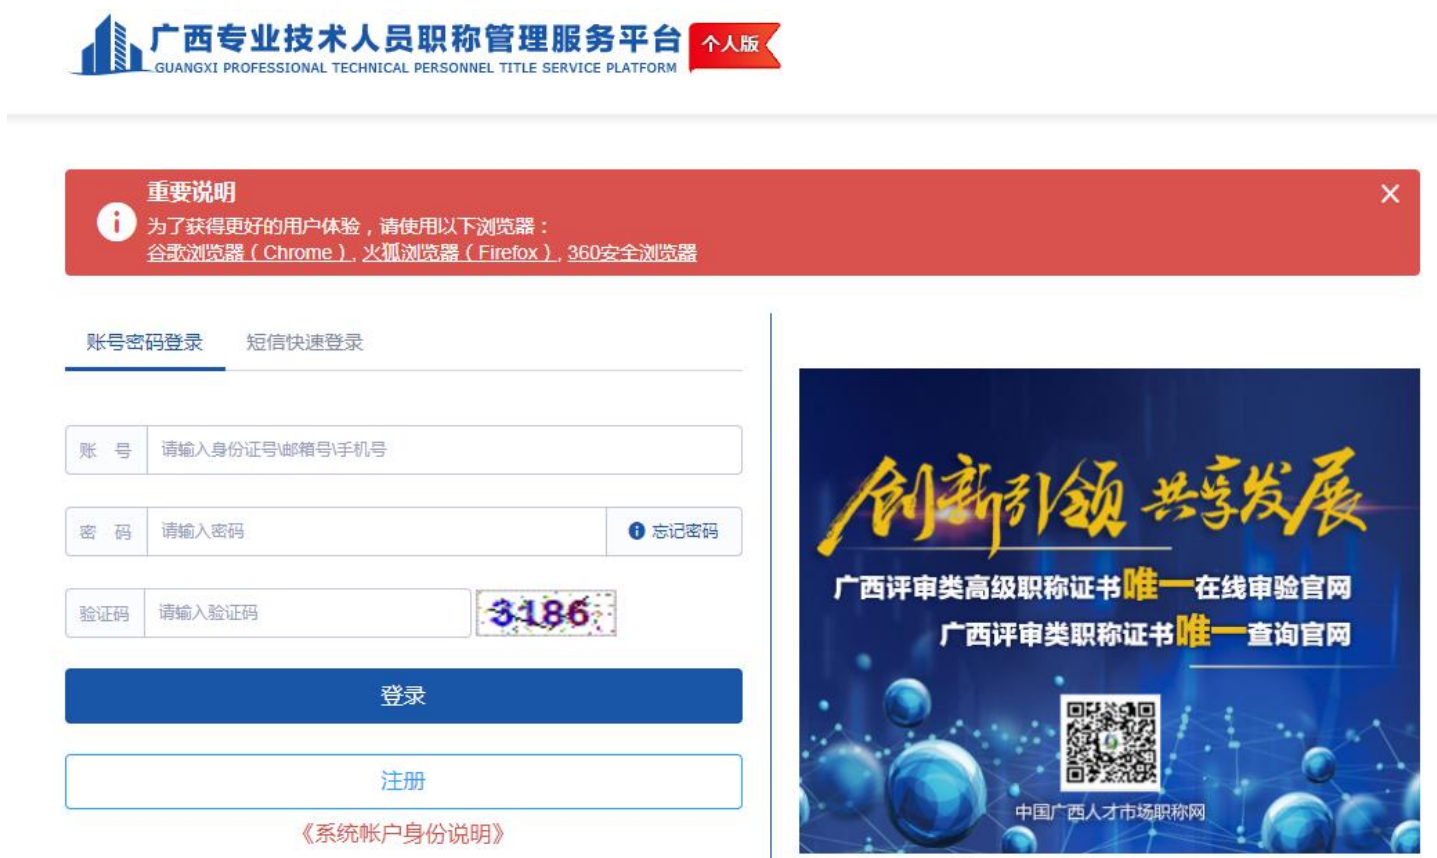 广西专业技术人员职称管理服务平台
个人版
GUANGXI PROFESSIONAL TECHNICAL PERSONNEL TITLE SERVICE PLATFORM
重要说明
为了获得更好的用户体验，请使用以下浏览器：
谷歌浏览器（Chrome）, 火狐浏览器（Firefox）, 360安全浏览器
账号密码登录
短信快速登录
账 号
请输入身份证号\邮箱号\手机号
密 码
请输入密码
忘记密码
验证码
请输入验证码
3186
登录
注册
《系统帐户身份说明》
创新引领 共享发展
广西评审类高级职称证书唯一在线审验官网
广西评审类职称证书唯一查询官网
中国广西人才市场职称网